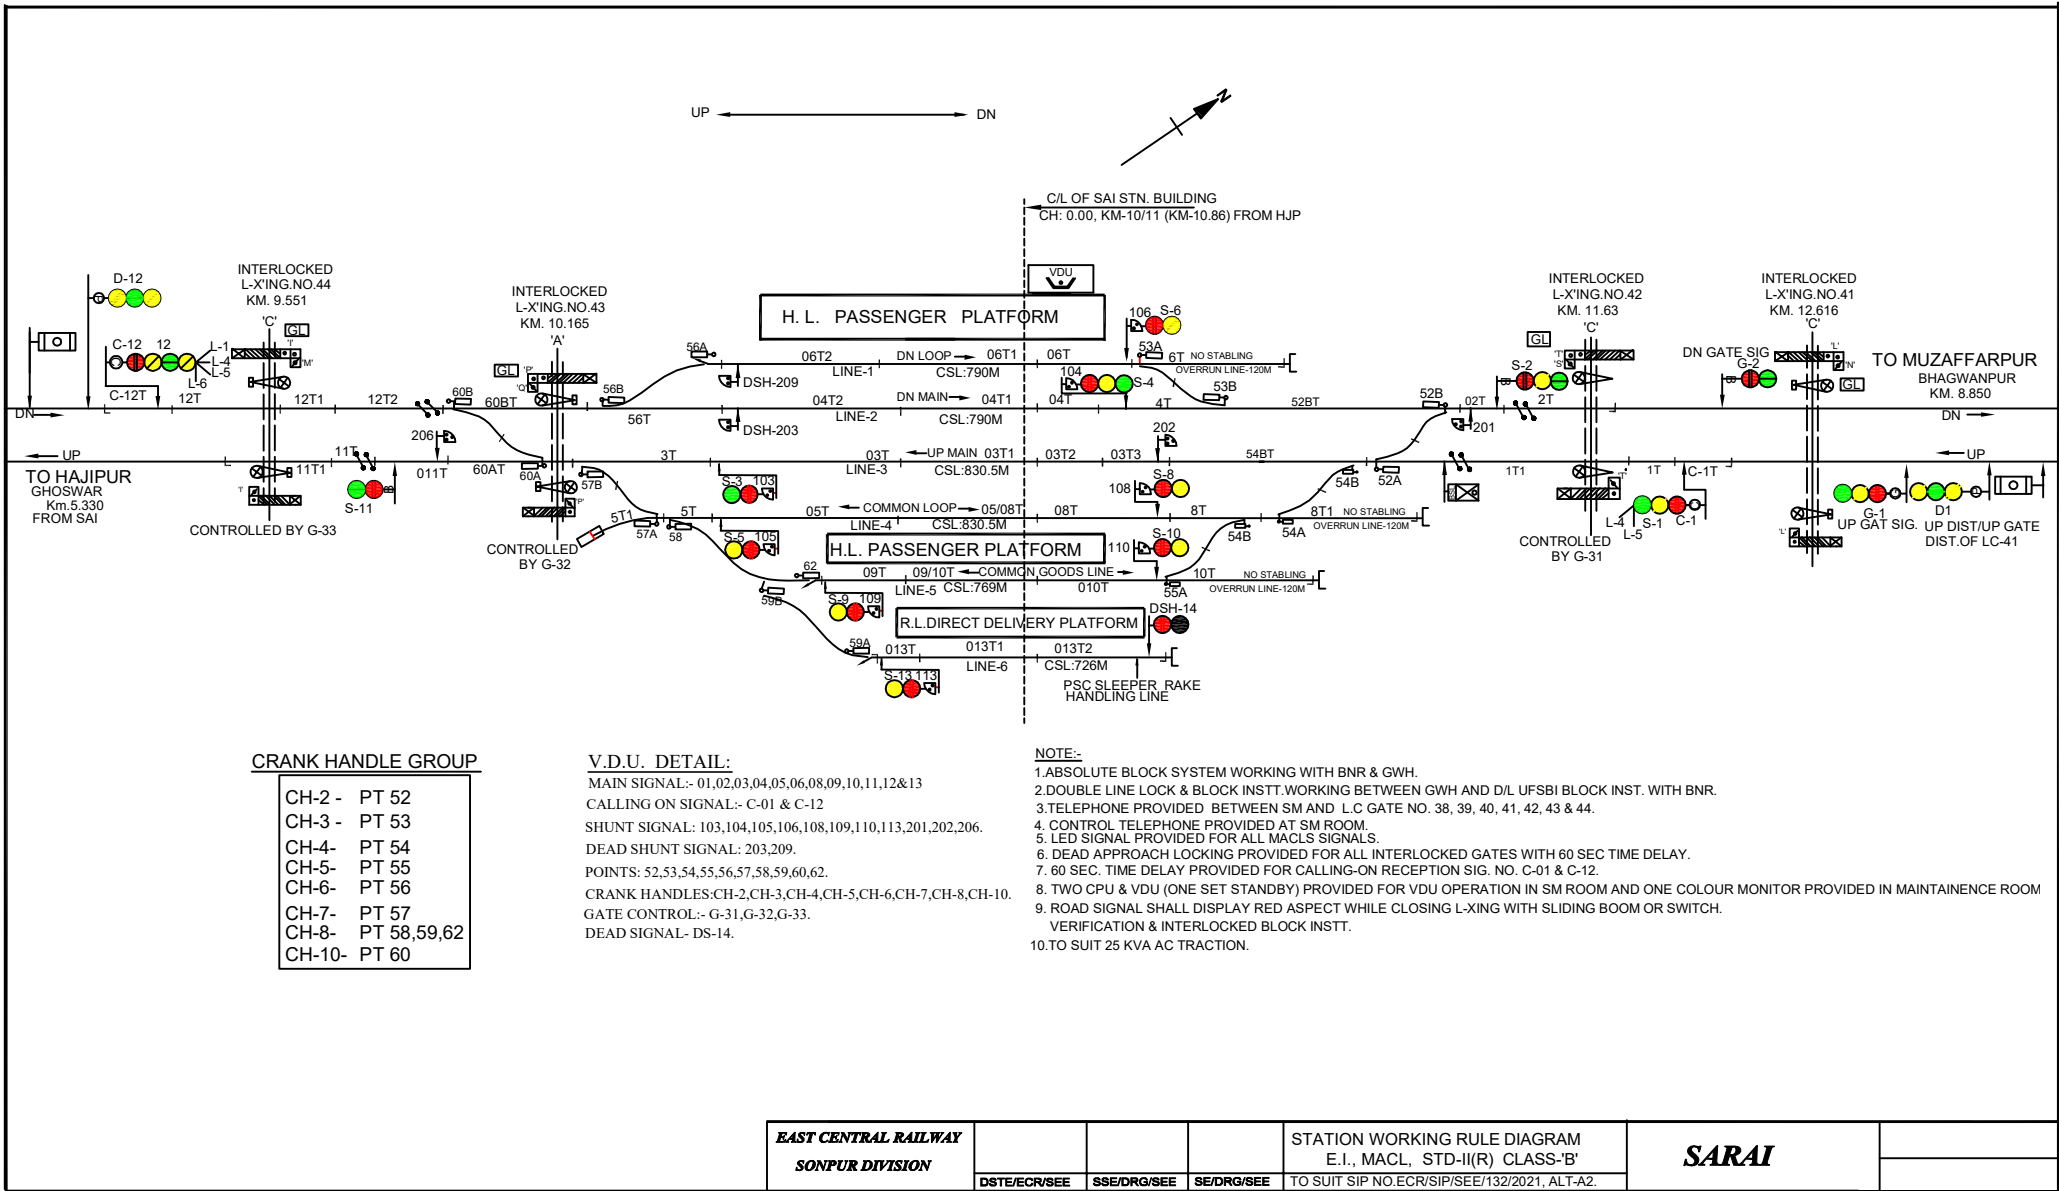 UP DN
N
C/L OF SAI STN. BUILDING
CH: 0.00, KM-10/11 (KM-10.86) FROM HJP
VDU
D-12
INTERLOCKED
L-X'ING.NO.44
KM. 9.551
'C'
GL
'I'
'M'
INTERLOCKED
L-X'ING.NO.43
KM. 10.165
'A'
GL
'P'
'Q'
INTERLOCKED
L-X'ING.NO.42
KM. 11.63
'C'
GL
'T'
'S'
INTERLOCKED
L-X'ING.NO.41
KM. 12.616
'C'
'L'
'N'
GL
H. L. PASSENGER PLATFORM
C-12 12 L-1
L-4
L-5
L-6
C-12T
12T 12T1 12T2
60B
60BT
56A
56B
56T
06T2 DN LOOP 06T1 06T
LINE-1 CSL:790M
106 S-6
53A
6T NO STABLING
OVERRUN LINE-120M
DSH-209
104 S-4
53B
04T2 DN MAIN 04T1 04T 4T 52BT
LINE-2 CSL:790M
DSH-203
52B
02T
S-2
2T
201
DN GATE SIG
G-2
TO MUZAFFARPUR
BHAGWANPUR
KM. 8.850
DN DN
UP UP
TO HAJIPUR
GHOSWAR
Km.5.330
FROM SAI
206
11T1 11T 011T 60AT 60A
S-11
CONTROLLED BY G-33
57B
3T 03T UP MAIN 03T1 03T2 03T3 54BT
LINE-3 CSL:830.5M
202
S-3 103
S-8
108
54B 52A
1T1 1T C-1T
'T'
L-4 S-1 C-1
L-5
CONTROLLED
BY G-31
G-1
UP GAT SIG.
D1
UP DIST/UP GATE
DIST.OF LC-41
'L'
'I'
'P'
CONTROLLED
BY G-32
5T1 57A 58 5T 05T COMMON LOOP 05/08T 08T 8T
LINE-4 CSL:830.5M
54B 54A
8T1 NO STABLING
OVERRUN LINE-120M
S-5 105
H.L. PASSENGER PLATFORM
S-10
110
62
09T 09/10T COMMON GOODS LINE 010T
LINE-5 CSL:769M
55A
10T NO STABLING
OVERRUN LINE-120M
59B
S-9 109
R.L.DIRECT DELIVERY PLATFORM
DSH-14
59A
013T 013T1 013T2
LINE-6 CSL:726M
S-13 113
PSC SLEEPER RAKE
HANDLING LINE
CRANK HANDLE GROUP
CH-2 - PT 52
CH-3 - PT 53
CH-4- PT 54
CH-5- PT 55
CH-6- PT 56
CH-7- PT 57
CH-8- PT 58,59,62
CH-10- PT 60
V.D.U. DETAIL:
MAIN SIGNAL:- 01,02,03,04,05,06,08,09,10,11,12&13
CALLING ON SIGNAL:- C-01 & C-12
SHUNT SIGNAL: 103,104,105,106,108,109,110,113,201,202,206.
DEAD SHUNT SIGNAL: 203,209.
POINTS: 52,53,54,55,56,57,58,59,60,62.
CRANK HANDLES:CH-2,CH-3,CH-4,CH-5,CH-6,CH-7,CH-8,CH-10.
GATE CONTROL:- G-31,G-32,G-33.
DEAD SIGNAL- DS-14.
NOTE:-
1.ABSOLUTE BLOCK SYSTEM WORKING WITH BNR & GWH.
2.DOUBLE LINE LOCK & BLOCK INSTT.WORKING BETWEEN GWH AND D/L UFSBI BLOCK INST. WITH BNR.
3.TELEPHONE PROVIDED BETWEEN SM AND L.C GATE NO. 38, 39, 40, 41, 42, 43 & 44.
4. CONTROL TELEPHONE PROVIDED AT SM ROOM.
5. LED SIGNAL PROVIDED FOR ALL MACLS SIGNALS.
6. DEAD APPROACH LOCKING PROVIDED FOR ALL INTERLOCKED GATES WITH 60 SEC TIME DELAY.
7. 60 SEC. TIME DELAY PROVIDED FOR CALLING-ON RECEPTION SIG. NO. C-01 & C-12.
8. TWO CPU & VDU (ONE SET STANDBY) PROVIDED FOR VDU OPERATION IN SM ROOM AND ONE COLOUR MONITOR PROVIDED IN MAINTAINENCE ROOM
9. ROAD SIGNAL SHALL DISPLAY RED ASPECT WHILE CLOSING L-XING WITH SLIDING BOOM OR SWITCH.
VERIFICATION & INTERLOCKED BLOCK INSTT.
10.TO SUIT 25 KVA AC TRACTION.
EAST CENTRAL RAILWAY
SONPUR DIVISION
DSTE/ECR/SEE SSE/DRG/SEE SE/DRG/SEE
STATION WORKING RULE DIAGRAM
E.I., MACL, STD-II(R) CLASS-'B'
TO SUIT SIP NO.ECR/SIP/SEE/132/2021, ALT-A2.
SARAI